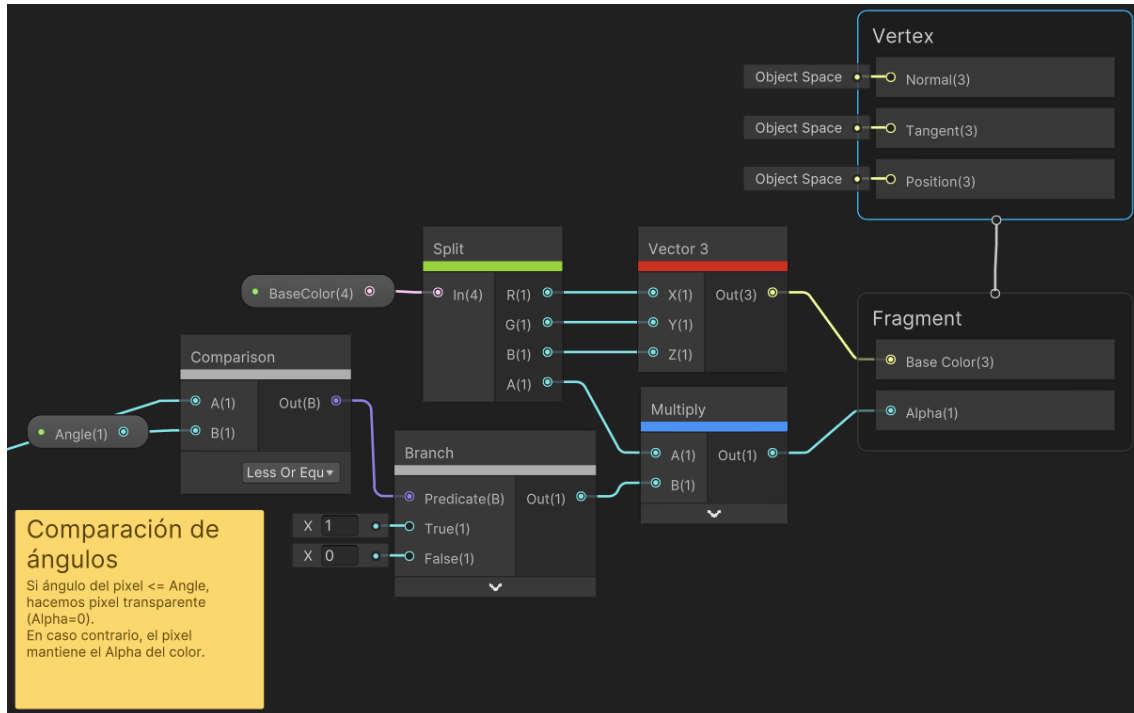 Vertex
Object Space
Normal(3)
Object Space
Tangent(3)
Object Space
Position(3)
Split
In(4)
R(1)
G(1)
B(1)
A(1)
Vector 3
X(1)
Out(3)
Y(1)
Z(1)
BaseColor(4)
Fragment
Base Color(3)
Alpha(1)
Comparison
A(1)
Out(B)
B(1)
Less Or Equ
Angle(1)
Multiply
A(1)
Out(1)
B(1)
Branch
Predicate(B)
Out(1)
True(1)
False(1)
X 1
X 0
Comparación de
ángulos
Si ángulo del pixel <= Angle,
hacemos pixel transparente
(Alpha=0).
En caso contrario, el pixel
mantiene el Alpha del color.